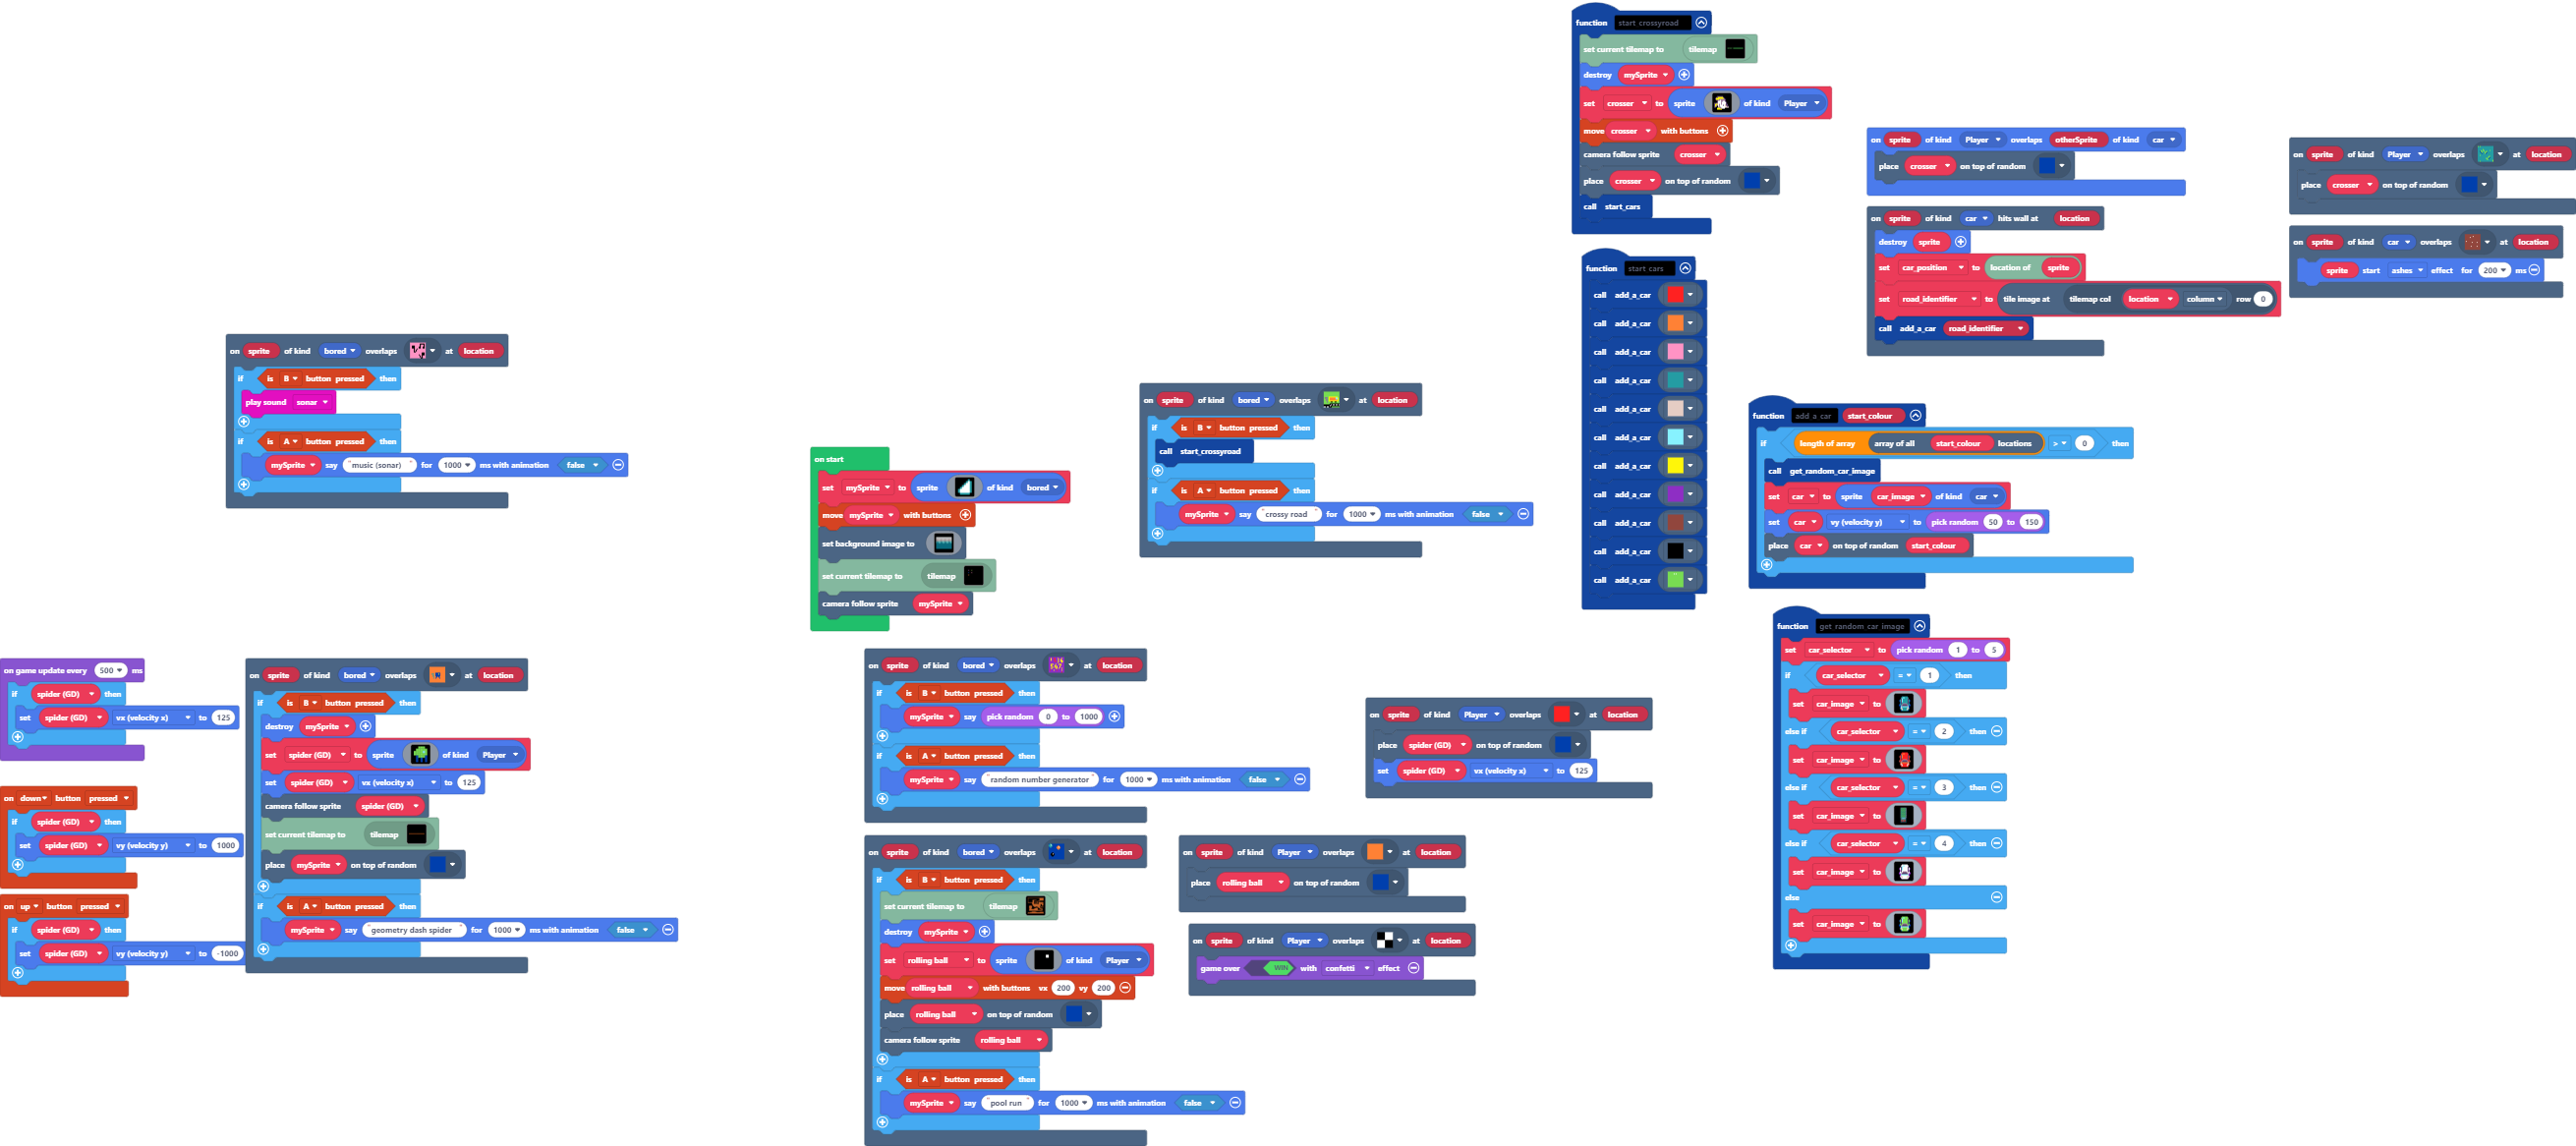 function start crossyroad
set current tilemap to tilemap
destroy mySprite
set crosser to sprite of kind Player
move crosser with buttons
camera follow sprite crosser
place crosser on top of random
call start_cars
on sprite of kind Player overlaps otherSprite of kind car
place crosser on top of random
on sprite of kind car hits wall at location
destroy sprite
set car_position to location of sprite
set road_identifier to tile image at tilemap col location column row 0
call add_a_car road_identifier
on sprite of kind Player overlaps at location
place crosser on top of random
on sprite of kind car overlaps at location
sprite start ashes effect for 200 ms
function start cars
call add_a_car
call add_a_car
call add_a_car
call add_a_car
call add_a_car
call add_a_car
call add_a_car
call add_a_car
call add_a_car
call add_a_car
call add_a_car
on sprite of kind bored overlaps at location
if is B button pressed then
play sound sonar
if is A button pressed then
mySprite say "music (sonar)" for 1000 ms with animation false
on start
set mySprite to sprite of kind bored
move mySprite with buttons
set background image to
set current tilemap to tilemap
camera follow sprite mySprite
on sprite of kind bored overlaps at location
if is B button pressed then
call start_crossyroad
if is A button pressed then
mySprite say "crossy road" for 1000 ms with animation false
function add a car start_colour
if length of array array of all start_colour locations > 0 then
call get_random_car_image
set car to sprite car_image of kind car
set car vy (velocity y) to pick random 50 to 150
place car on top of random start_colour
function get random car image
set car_selector to pick random 1 to 5
if car_selector = 1 then
set car_image to
else if car_selector = 2 then
set car_image to
else if car_selector = 3 then
set car_image to
else if car_selector = 4 then
set car_image to
else
set car_image to
on game update every 500 ms
if spider (GD) then
set spider (GD) vx (velocity x) to 125
on down button pressed
if spider (GD) then
set spider (GD) vy (velocity y) to 1000
on up button pressed
if spider (GD) then
set spider (GD) vy (velocity y) to -1000
on sprite of kind bored overlaps at location
if is B button pressed then
destroy mySprite
set spider (GD) to sprite of kind Player
set spider (GD) vx (velocity x) to 125
camera follow sprite spider (GD)
set current tilemap to tilemap
place mySprite on top of random
if is A button pressed then
mySprite say "geometry dash spider" for 1000 ms with animation false
on sprite of kind bored overlaps at location
if is B button pressed then
mySprite say pick random 0 to 1000
if is A button pressed then
mySprite say "random number generator" for 1000 ms with animation false
on sprite of kind Player overlaps at location
place spider (GD) on top of random
set spider (GD) vx (velocity x) to 125
on sprite of kind bored overlaps at location
if is B button pressed then
set current tilemap to tilemap
destroy mySprite
set rolling ball to sprite of kind Player
move rolling ball with buttons vx 200 vy 200
place rolling ball on top of random
camera follow sprite rolling ball
if is A button pressed then
mySprite say "pool run" for 1000 ms with animation false
on sprite of kind Player overlaps at location
place rolling ball on top of random
on sprite of kind Player overlaps at location
game over WIN with confetti effect